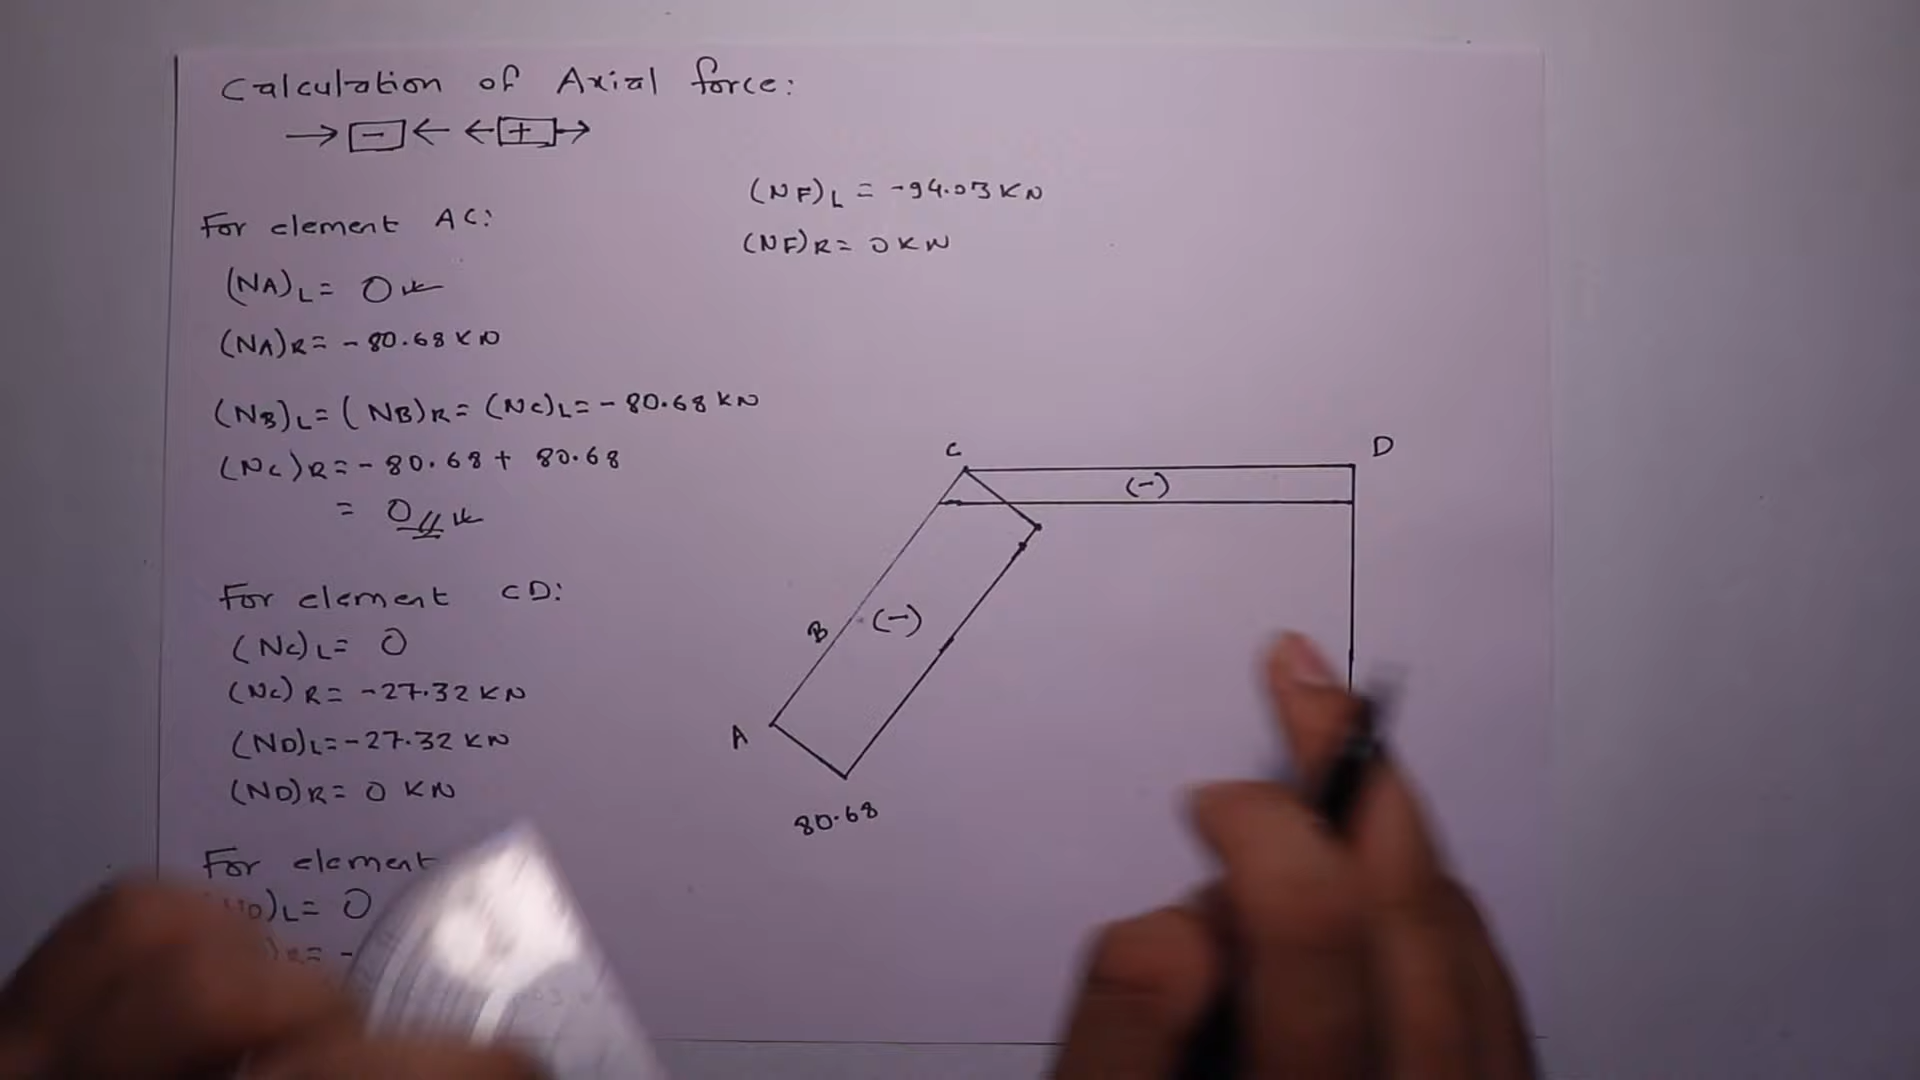 Calculation of Axial force:
→ - ← ← + →
For element AC:
(NA)L = 0
(NA)R = -80.68 KN
(NB)L = (NB)R = (NC)L = -80.68 KN
(NC)R = -80.68 + 80.68
= 0
For element CD:
(NC)L = 0
(NC)R = -27.32 KN
(ND)L = -27.32 KN
(ND)R = 0 KN
For element
D)L = 0
)R = -
(NF)L = -94.03 KN
(NF)R = 0 KN
C
D
(-)
B
(-)
A
80.68